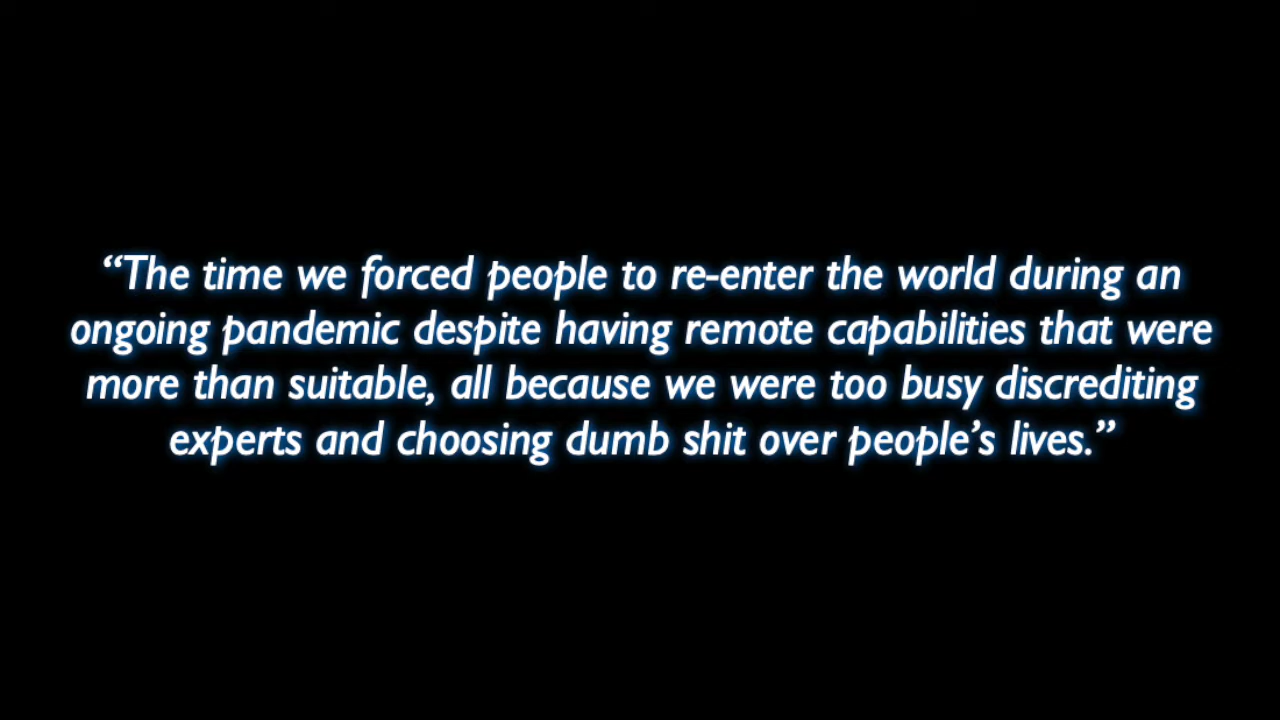 “The time we forced people to re-enter the world during an
ongoing pandemic despite having remote capabilities that were
more than suitable, all because we were too busy discrediting
experts and choosing dumb shit over people’s lives.”